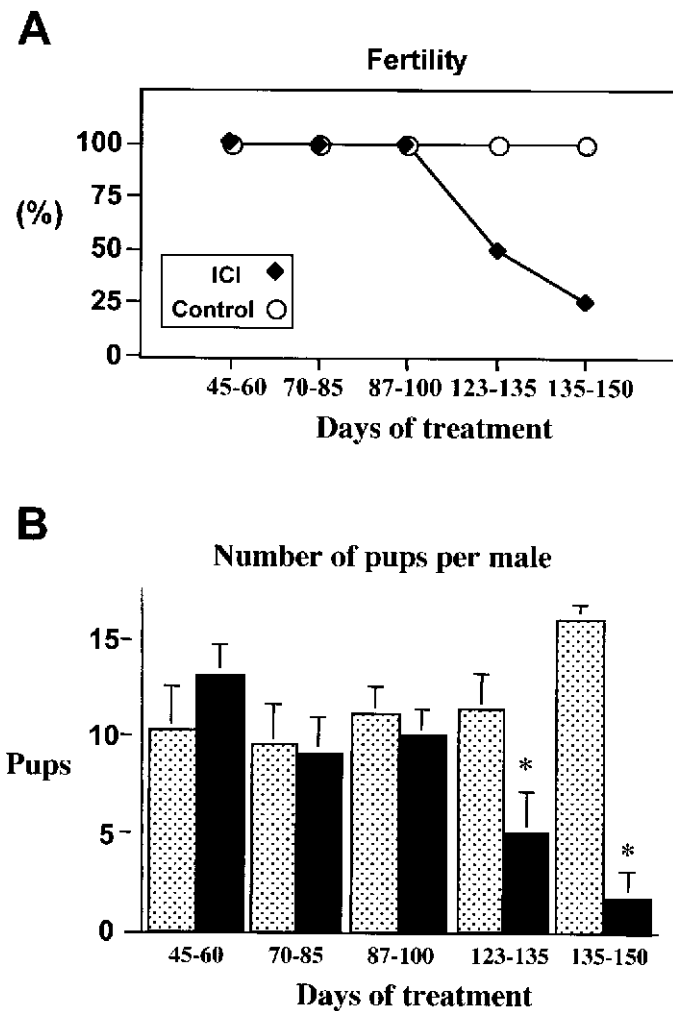 A
Fertility
100
75
(%)
50
25
0
ICI
Control
45-60 70-85 87-100 123-135 135-150
Days of treatment
B
Number of pups per male
15
10
Pups
5
0
*
*
45-60 70-85 87-100 123-135 135-150
Days of treatment